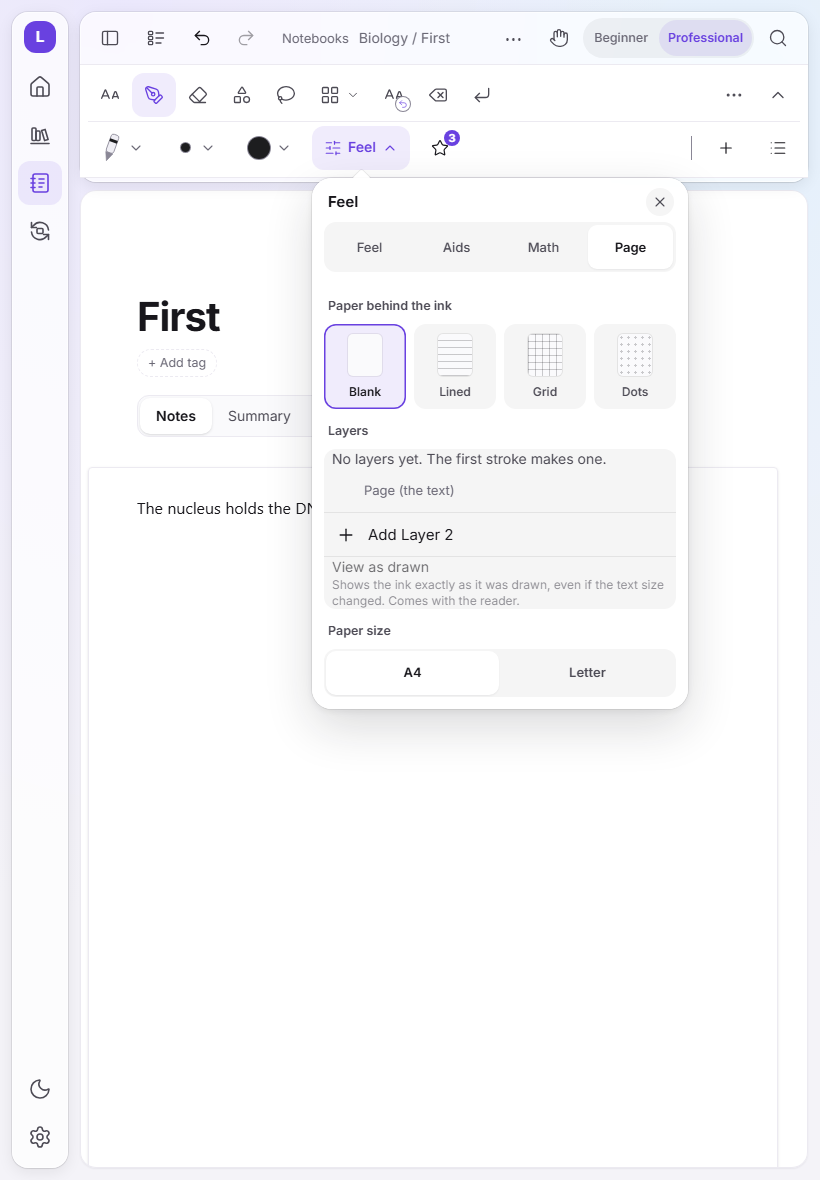 L
Notebooks Biology / First
Beginner Professional
AA
AA
Feel
3
Feel
Feel Aids Math Page
Paper behind the ink
Blank Lined Grid Dots
First
+ Add tag
Notes Summary
Layers
No layers yet. The first stroke makes one.
Page (the text)
The nucleus holds the
+ Add Layer 2
View as drawn
Shows the ink exactly as it was drawn, even if the text size
changed. Comes with the reader.
Paper size
A4 Letter